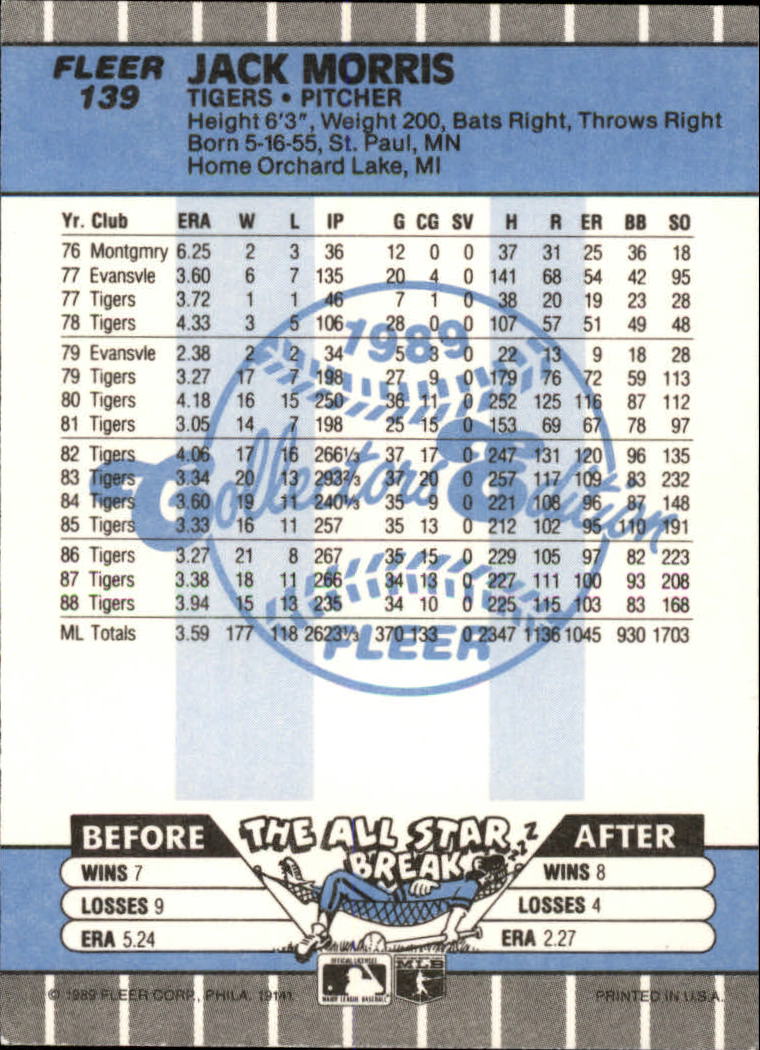 FLEER JACK MORRIS
139 TIGERS • PITCHER
Height 6'3", Weight 200, Bats Right, Throws Right
Born 5-16-55, St. Paul, MN
Home Orchard Lake, MI
Yr. Club ERA W L IP G CG SV H R ER BB SO
76 Montgmry 6.25 2 3 36 12 0 0 37 31 25 36 18
77 Evansvle 3.60 6 7 135 20 4 0 141 68 54 42 95
77 Tigers 3.72 1 1 46 7 1 0 38 20 19 23 28
78 Tigers 4.33 3 5 106 28 0 0 107 57 51 49 48
79 Evansvle 2.38 2 2 34 5 3 0 22 13 9 18 28
79 Tigers 3.27 17 7 198 27 9 0 179 76 72 59 113
80 Tigers 4.18 16 15 250 36 11 0 252 125 116 87 112
81 Tigers 3.05 14 7 198 25 15 0 153 69 67 78 97
82 Tigers 4.06 17 16 266⅓ 37 17 0 247 131 120 96 135
83 Tigers 3.34 20 13 293⅔ 37 20 0 257 117 109 83 232
84 Tigers 3.60 19 11 240⅓ 35 9 0 221 108 96 87 148
85 Tigers 3.33 16 11 257 35 13 0 212 102 95 110 191
86 Tigers 3.27 21 8 267 35 15 0 229 105 97 82 223
87 Tigers 3.38 18 11 266 34 13 0 227 111 100 93 208
88 Tigers 3.94 15 13 235 34 10 0 225 115 103 83 168
ML Totals 3.59 177 118 2623⅓ 370 133 0 2347 1136 1045 930 1703
1989
Collectors' Edition
FLEER
BEFORE THE ALL STAR BREAK ZZZ AFTER
WINS 7 WINS 8
LOSSES 9 LOSSES 4
ERA 5.24 ERA 2.27
OFFICIAL LICENSEE
MAJOR LEAGUE BASEBALL
MLB
© 1989 FLEER CORP., PHILA. 19141 PRINTED IN U.S.A.